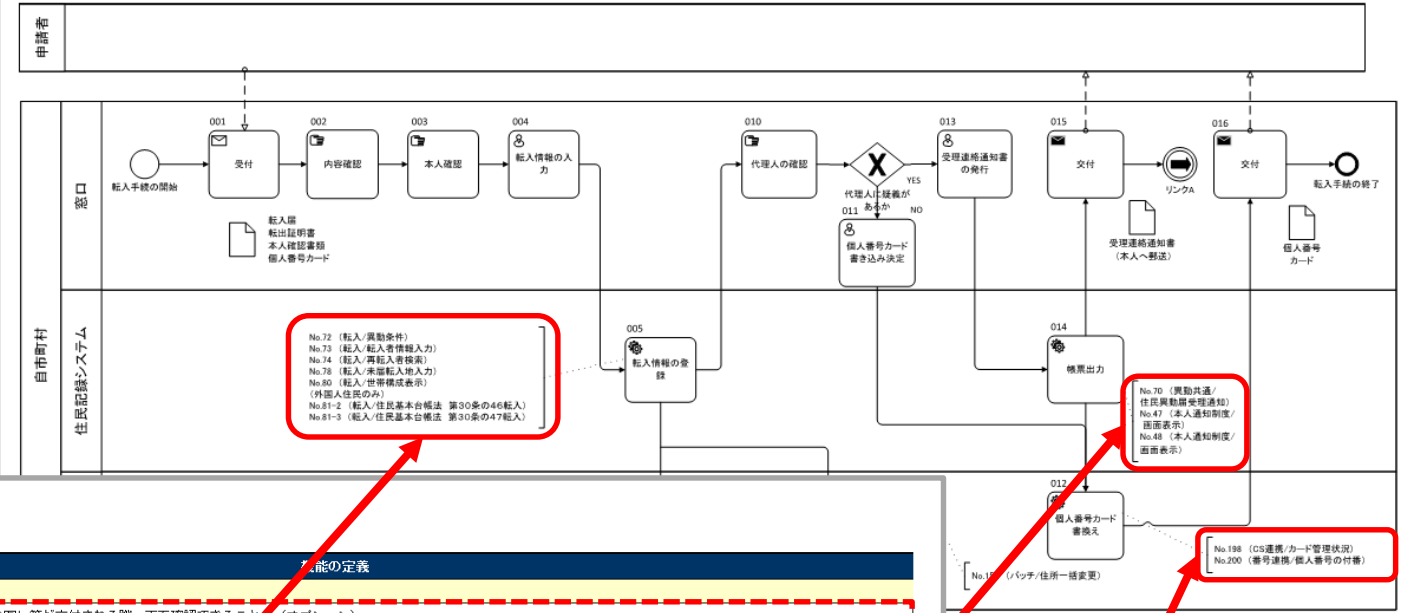 申請者
自市町村
窓口
転入手続の開始
001
受付
002
内容確認
003
本人確認
004
転入情報の入
力
転入届
転出証明書
本人確認書類
個人番号カード
010
代理人の確認
代理人に疑義が
あるか
YES
NO
011
個人番号カード
書き込み決定
013
受理連絡通知書
の発行
015
交付
リンクA
受理連絡通知書
(本人へ郵送)
016
交付
転入手続の終了
個人番号
カード
住民記録システム
No.72 (転入/異動条件)
No.73 (転入/転入者情報入力)
No.74 (転入/再転入者検索)
No.78 (転入/未届転入地入力)
No.80 (転入/世帯構成表示)
(外国人住民のみ)
No.81-2 (転入/住民基本台帳法 第30条の46転入)
No.81-3 (転入/住民基本台帳法 第30条の47転入)
005
転入情報の登
録
014
帳票出力
No.70 (異動共通/
住民異動届受理通知)
No.47 (本人通知制度/
画面表示)
No.48 (本人通知制度/
画面表示)
012
個人番号カード
書換え
No.198 (CS連携/カード管理状況)
No.200 (番号連携/個人番号の付番)
(バッチ/住所一括変更)
機能の定義